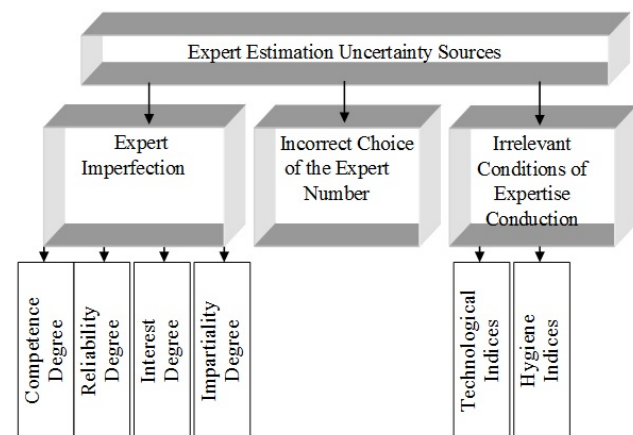 Expert Estimation Uncertainty Sources
Expert
Imperfection
Incorrect Choice
of the Expert
Number
Irrelevant
Conditions of
Expertise
Conduction
Competence
Degree
Reliability
Degree
Interest
Degree
Impartiality
Degree
Technological
Indices
Hygiene
Indices